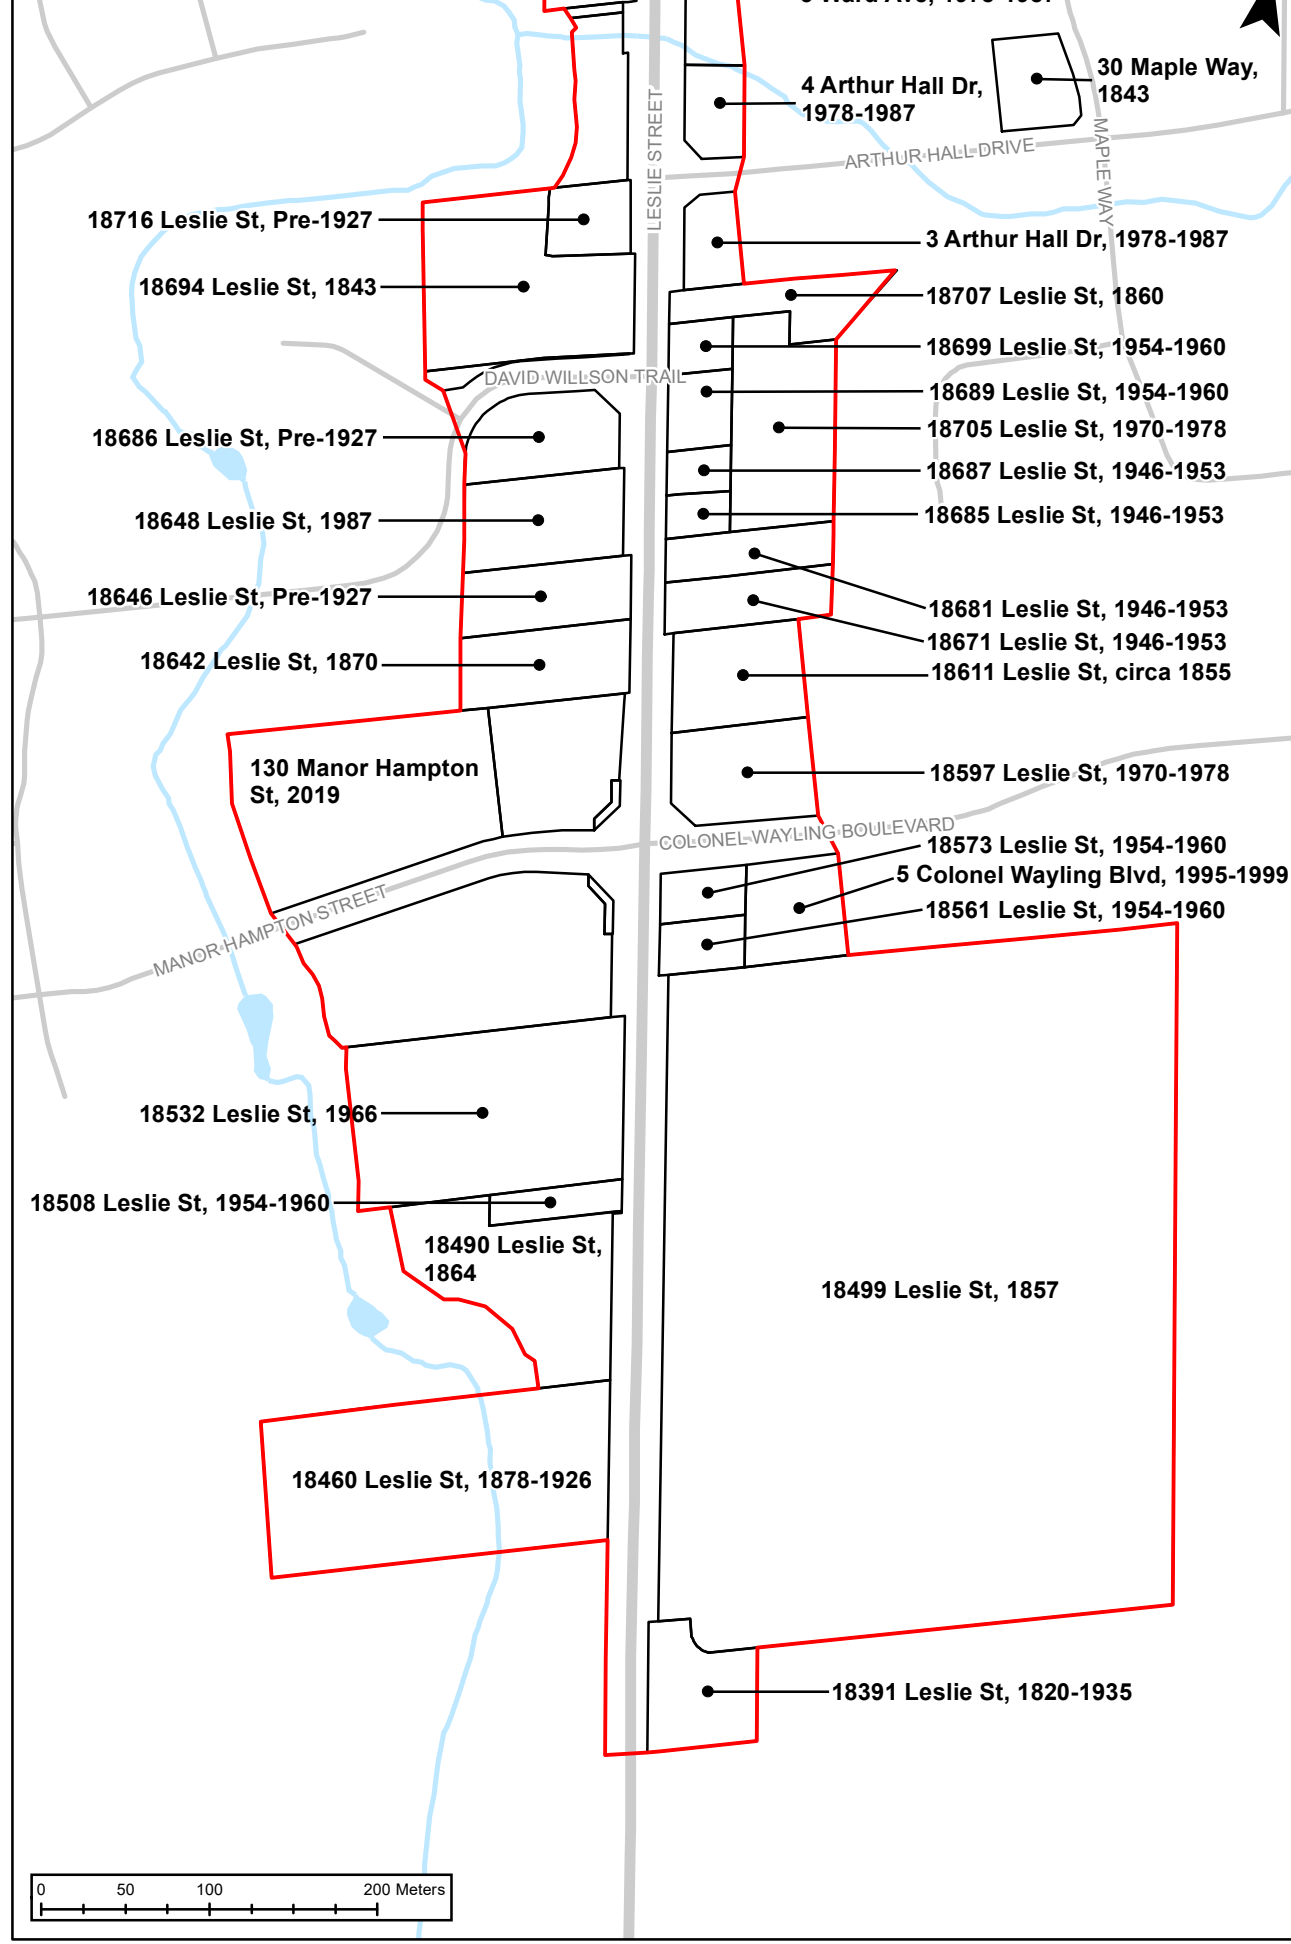 4 Arthur Hall Dr,
1978-1987
30 Maple Way,
1843
LESLIE STREET
ARTHUR HALL DRIVE
MAPLE WAY
18716 Leslie St, Pre-1927
3 Arthur Hall Dr, 1978-1987
18694 Leslie St, 1843
18707 Leslie St, 1860
18699 Leslie St, 1954-1960
DAVID WILLSON TRAIL
18689 Leslie St, 1954-1960
18686 Leslie St, Pre-1927
18705 Leslie St, 1970-1978
18687 Leslie St, 1946-1953
18648 Leslie St, 1987
18685 Leslie St, 1946-1953
18646 Leslie St, Pre-1927
18681 Leslie St, 1946-1953
18671 Leslie St, 1946-1953
18642 Leslie St, 1870
18611 Leslie St, circa 1855
130 Manor Hampton
St, 2019
18597 Leslie St, 1970-1978
COLONEL WAYLING BOULEVARD
18573 Leslie St, 1954-1960
5 Colonel Wayling Blvd, 1995-1999
18561 Leslie St, 1954-1960
MANOR HAMPTON STREET
18532 Leslie St, 1966
18508 Leslie St, 1954-1960
18490 Leslie St,
1864
18499 Leslie St, 1857
18460 Leslie St, 1878-1926
18391 Leslie St, 1820-1935
0 50 100 200 Meters